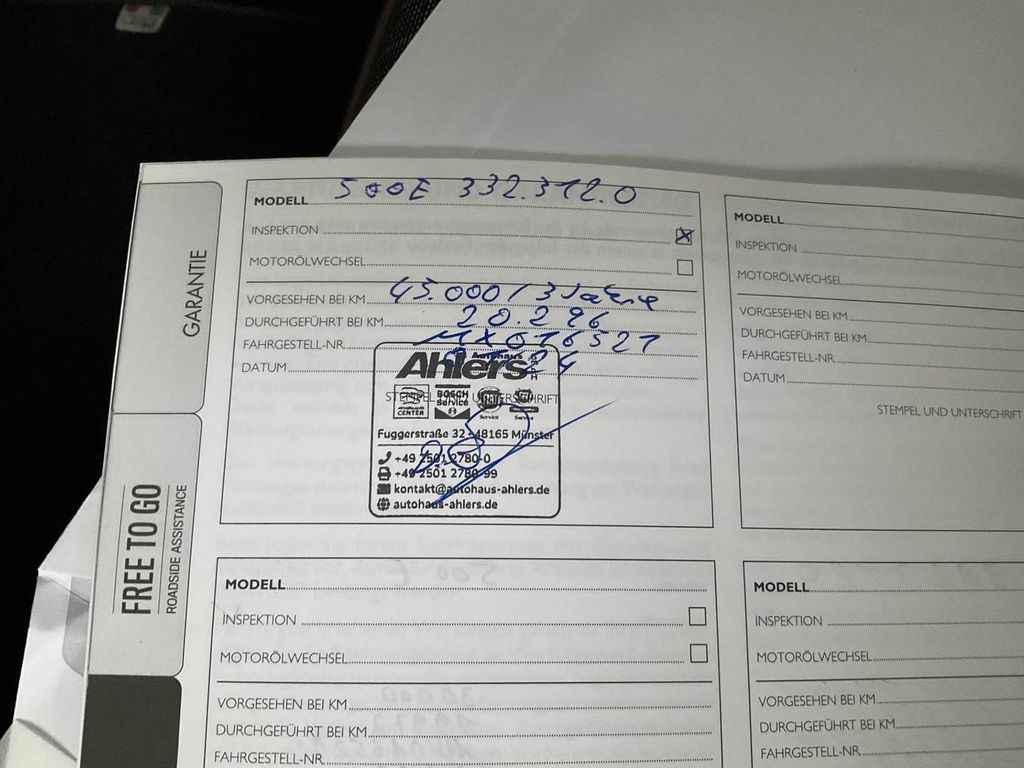 GARANTIE
FREE TO GO
ROADSIDE ASSISTANCE
MODELL 500E 332.312.0
INSPEKTION
MOTORÖLWECHSEL
VORGESEHEN BEI KM 45.000 / 3 Jahre
DURCHGEFÜHRT BEI KM 20.296
FAHRGESTELL-NR.
DATUM
STEMPEL UND UNTERSCHRIFT
Autohaus
Ahlers
BOSCH
Service
Fuggerstraße 32 - 48165 Münster
+49 2501 2780-0
+49 2501 2780-99
kontakt@autohaus-ahlers.de
autohaus-ahlers.de
MODELL
INSPEKTION
MOTORÖLWECHSEL
VORGESEHEN BEI KM
DURCHGEFÜHRT BEI KM
FAHRGESTELL-NR.
DATUM
STEMPEL UND UNTERSCHRIFT
MODELL
INSPEKTION
MOTORÖLWECHSEL
VORGESEHEN BEI KM
DURCHGEFÜHRT BEI KM
FAHRGESTELL-NR.
MODELL
INSPEKTION
MOTORÖLWECHSEL
VORGESEHEN BEI KM
DURCHGEFÜHRT BEI KM
FAHRGESTELL-NR.